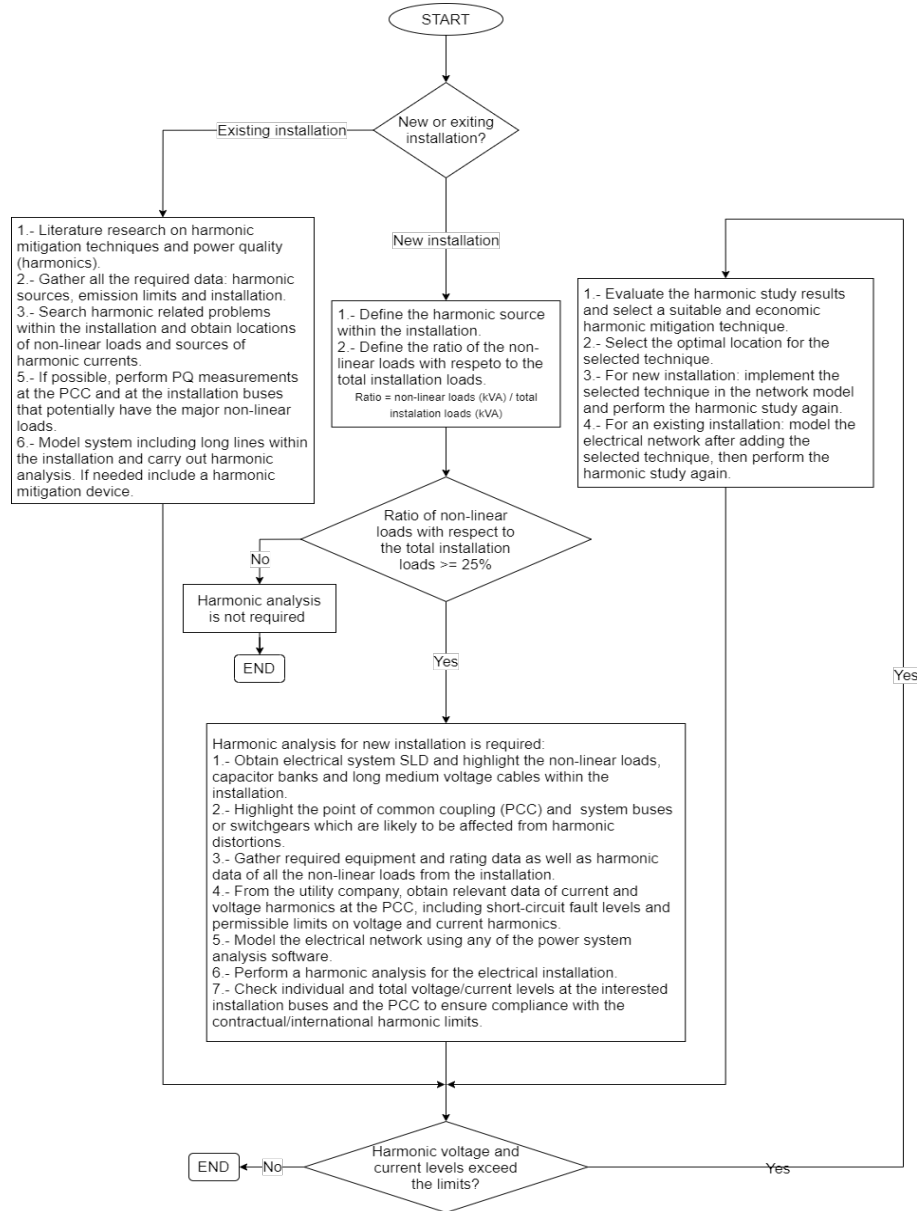 START
New or exiting
installation?
Existing installation
New installation
1.- Literature research on harmonic
mitigation techniques and power quality
(harmonics).
2.- Gather all the required data: harmonic
sources, emission limits and installation.
3.- Search harmonic related problems
within the installation and obtain locations
of non-linear loads and sources of
harmonic currents.
5.- If possible, perform PQ measurements
at the PCC and at the installation buses
that potentially have the major non-linear
loads.
6.- Model system including long lines within
the installation and carry out harmonic
analysis. If needed include a harmonic
mitigation device.
1.- Define the harmonic source
within the installation.
2.- Define the ratio of the non-
linear loads with respeto to the
total installation loads.
Ratio = non-linear loads (kVA) / total
instalation loads (kVA)
1.- Evaluate the harmonic study results
and select a suitable and economic
harmonic mitigation technique.
2.- Select the optimal location for the
selected technique.
3.- For new installation: implement the
selected technique in the network model
and perform the harmonic study again.
4.- For an existing installation: model the
electrical network after adding the
selected technique, then perform the
harmonic study again.
Ratio of non-linear
loads with respect to
the total installation
loads >= 25%
No
Harmonic analysis
is not required
END
Yes
Yes
Harmonic analysis for new installation is required:
1.- Obtain electrical system SLD and highlight the non-linear loads,
capacitor banks and long medium voltage cables within the
installation.
2.- Highlight the point of common coupling (PCC) and system buses
or switchgears which are likely to be affected from harmonic
distortions.
3.- Gather required equipment and rating data as well as harmonic
data of all the non-linear loads from the installation.
4.- From the utility company, obtain relevant data of current and
voltage harmonics at the PCC, including short-circuit fault levels and
permissible limits on voltage and current harmonics.
5.- Model the electrical network using any of the power system
analysis software.
6.- Perform a harmonic analysis for the electrical installation.
7.- Check individual and total voltage/current levels at the interested
installation buses and the PCC to ensure compliance with the
contractual/international harmonic limits.
Harmonic voltage and
current levels exceed
the limits?
No
END
Yes